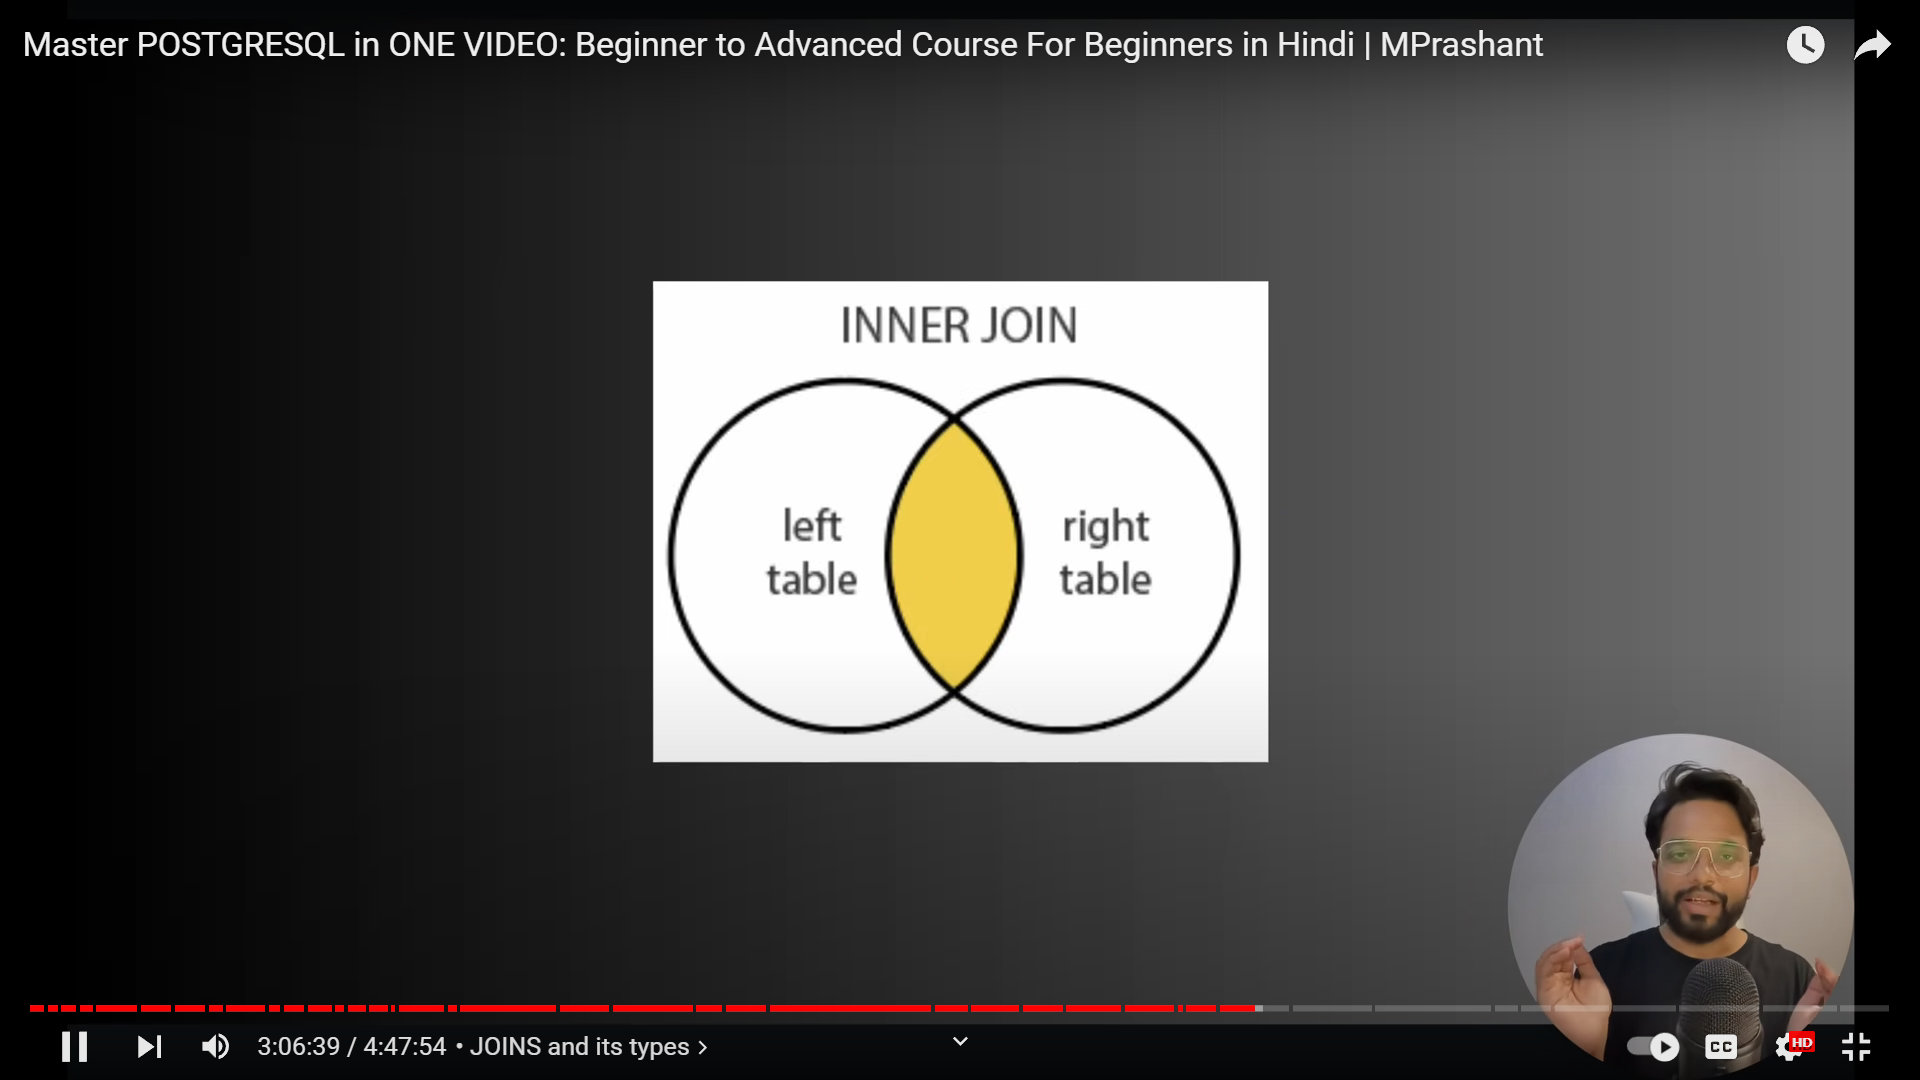 Master POSTGRESQL in ONE VIDEO: Beginner to Advanced Course For Beginners in Hindi | MPrashant
INNER JOIN
left
table
right
table
3:06:39 / 4:47:54 • JOINS and its types
CC
HD